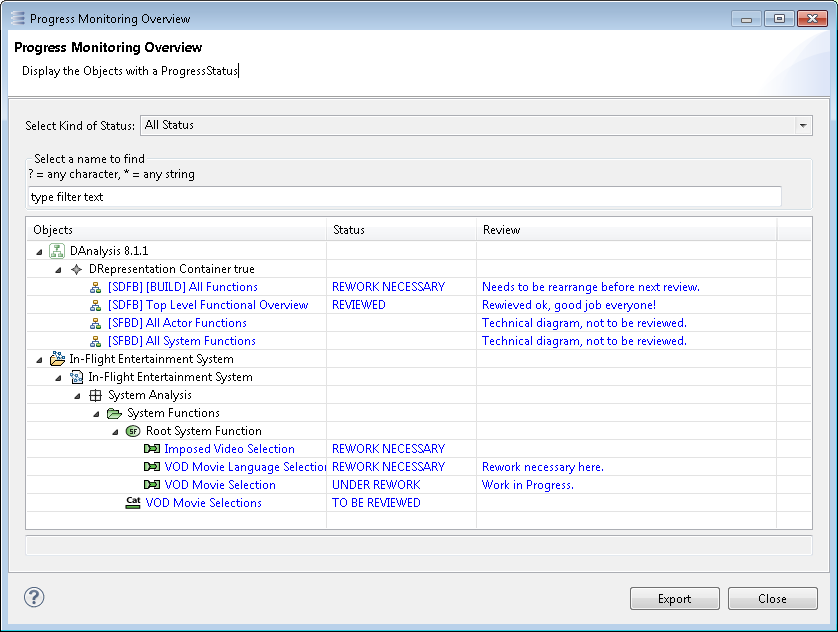 Progress Monitoring Overview
Progress Monitoring Overview
Display the Objects with a ProgressStatus
Select Kind of Status: All Status
Select a name to find
? = any character, * = any string
type filter text
Objects Status Review
DAnalysis 8.1.1
DRepresentation Container true
[SDFB] [BUILD] All Functions REWORK NECESSARY Needs to be rearrange before next review.
[SDFB] Top Level Functional Overview REVIEWED Rewieved ok, good job everyone!
[SFBD] All Actor Functions Technical diagram, not to be reviewed.
[SFBD] All System Functions Technical diagram, not to be reviewed.
In-Flight Entertainment System
In-Flight Entertainment System
System Analysis
System Functions
SF Root System Function
Imposed Video Selection REWORK NECESSARY
VOD Movie Language Selection REWORK NECESSARY Rework necessary here.
VOD Movie Selection UNDER REWORK Work in Progress.
Cat VOD Movie Selections TO BE REVIEWED
? Export Close